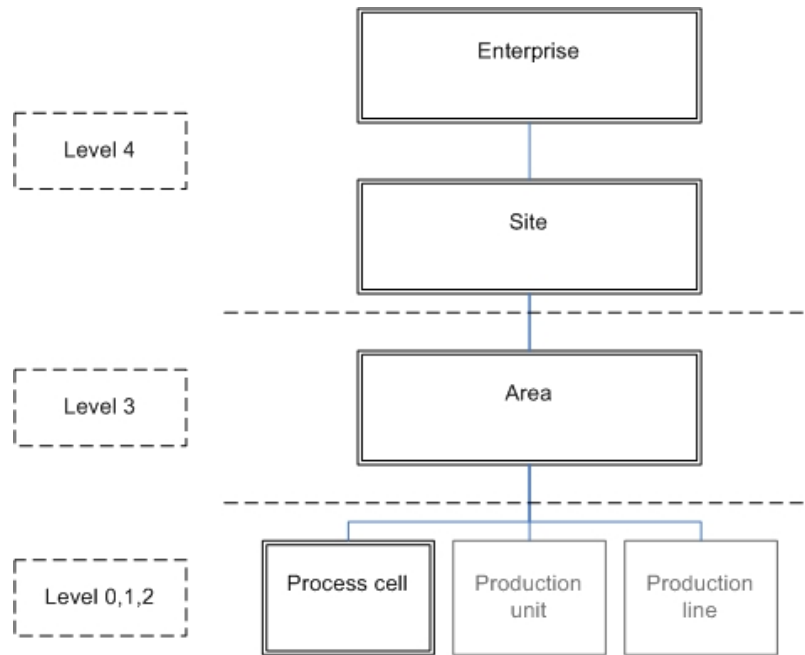 Enterprise
Level 4
Site
Level 3
Area
Level 0,1,2
Process cell
Production
unit
Production
line